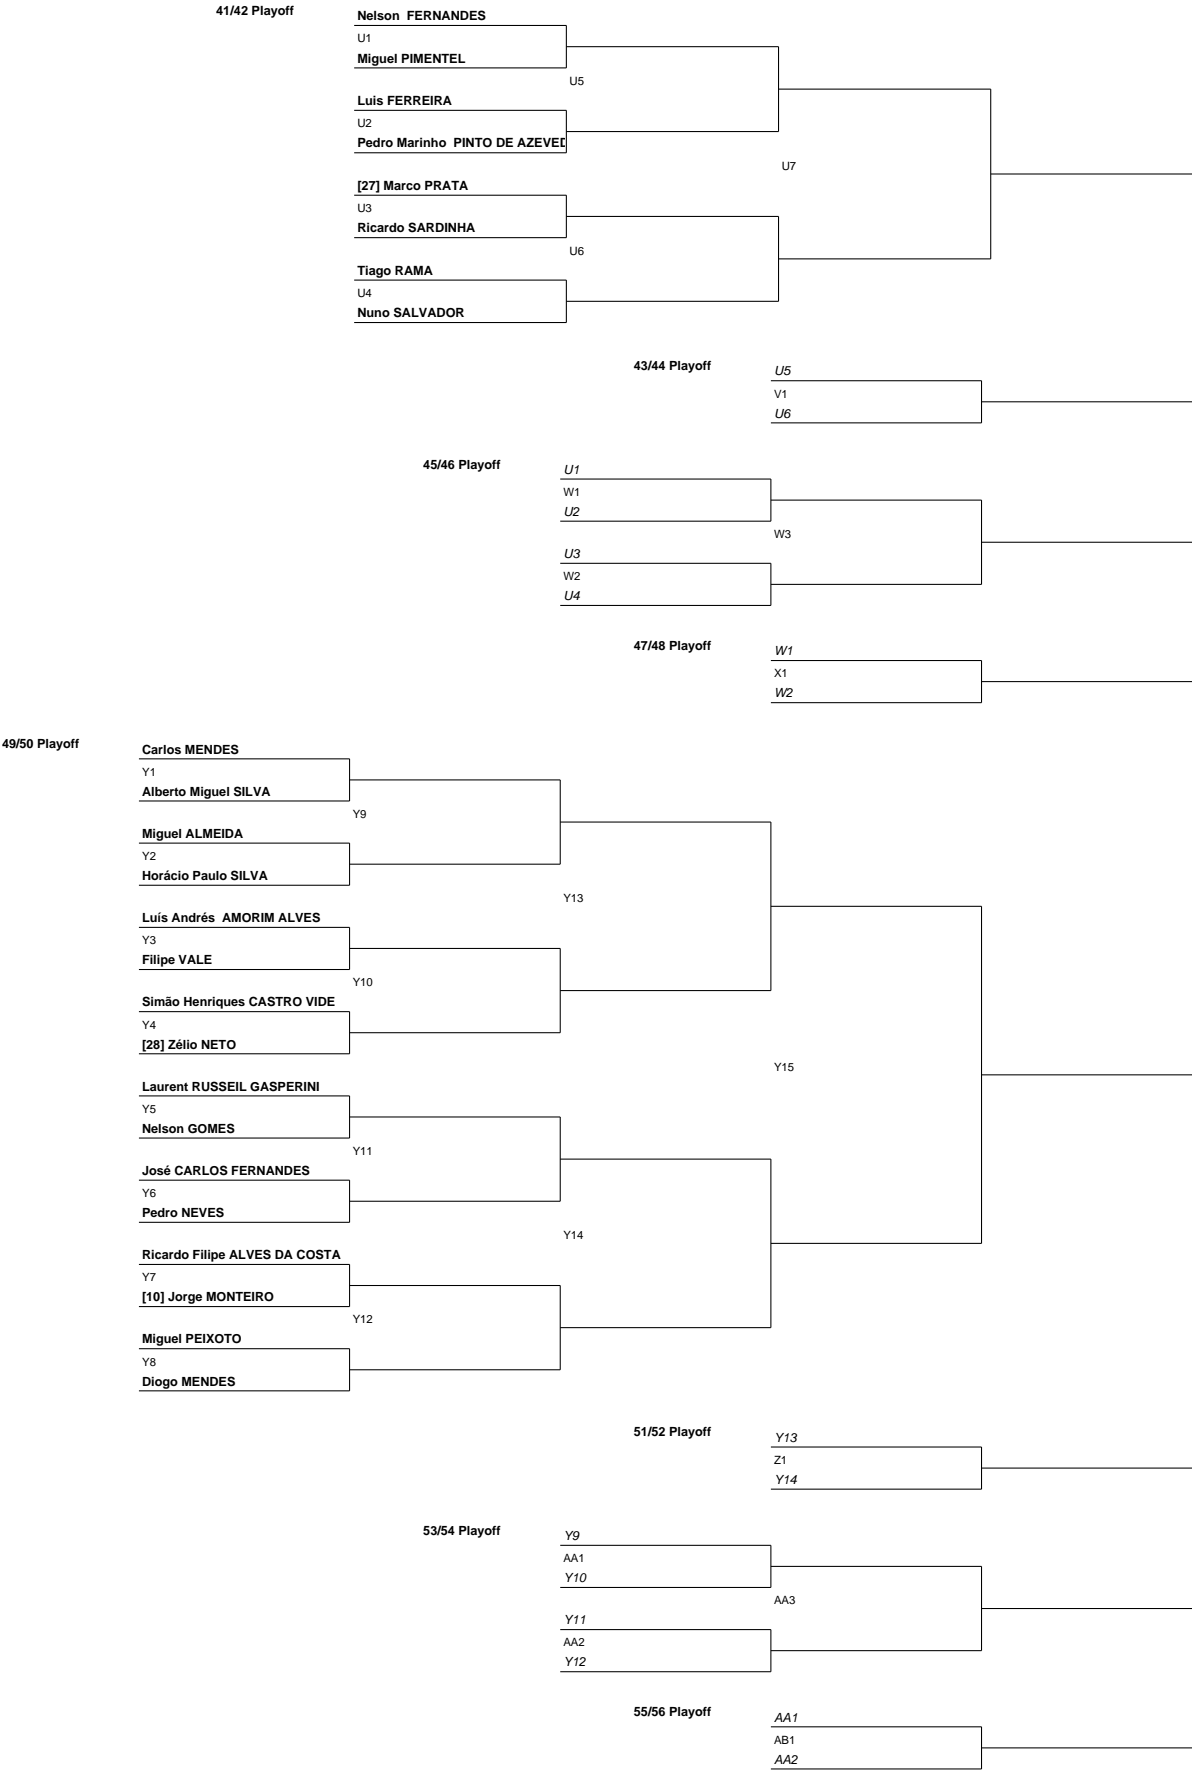 41/42 Playoff
Nelson  FERNANDES
U1
Miguel PIMENTEL
U5
Luis FERREIRA
U2
Pedro Marinho  PINTO DE AZEVED
U7
[27] Marco PRATA
U3
Ricardo SARDINHA
U6
Tiago RAMA
U4
Nuno SALVADOR
43/44 Playoff
U5
V1
U6
45/46 Playoff
U1
W1
U2
W3
U3
W2
U4
47/48 Playoff
W1
X1
W2
49/50 Playoff
Carlos MENDES
Y1
Alberto Miguel SILVA
Y9
Miguel ALMEIDA
Y2
Horácio Paulo SILVA
Y13
Luís Andrés  AMORIM ALVES
Y3
Filipe VALE
Y10
Simão Henriques CASTRO VIDE
Y4
[28] Zélio NETO
Y15
Laurent RUSSEIL GASPERINI
Y5
Nelson GOMES
Y11
José CARLOS FERNANDES
Y6
Pedro NEVES
Y14
Ricardo Filipe ALVES DA COSTA
Y7
[10] Jorge MONTEIRO
Y12
Miguel PEIXOTO
Y8
Diogo MENDES
51/52 Playoff
Y13
Z1
Y14
53/54 Playoff
Y9
AA1
Y10
AA3
Y11
AA2
Y12
55/56 Playoff
AA1
AB1
AA2